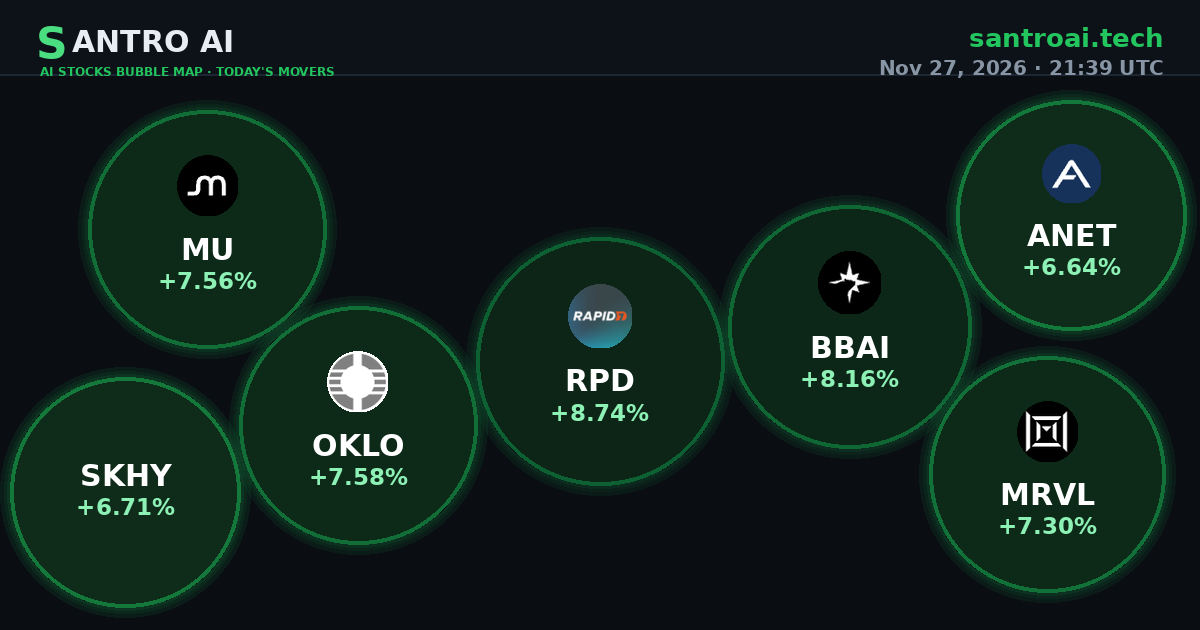 SANTRO AI
AI STOCKS BUBBLE MAP · TODAY'S MOVERS
santroai.tech
Nov 27, 2026 · 21:39 UTC
MU
+7.56%
ANET
+6.64%
RAPID7
RPD
+8.74%
BBAI
+8.16%
OKLO
+7.58%
SKHY
+6.71%
MRVL
+7.30%